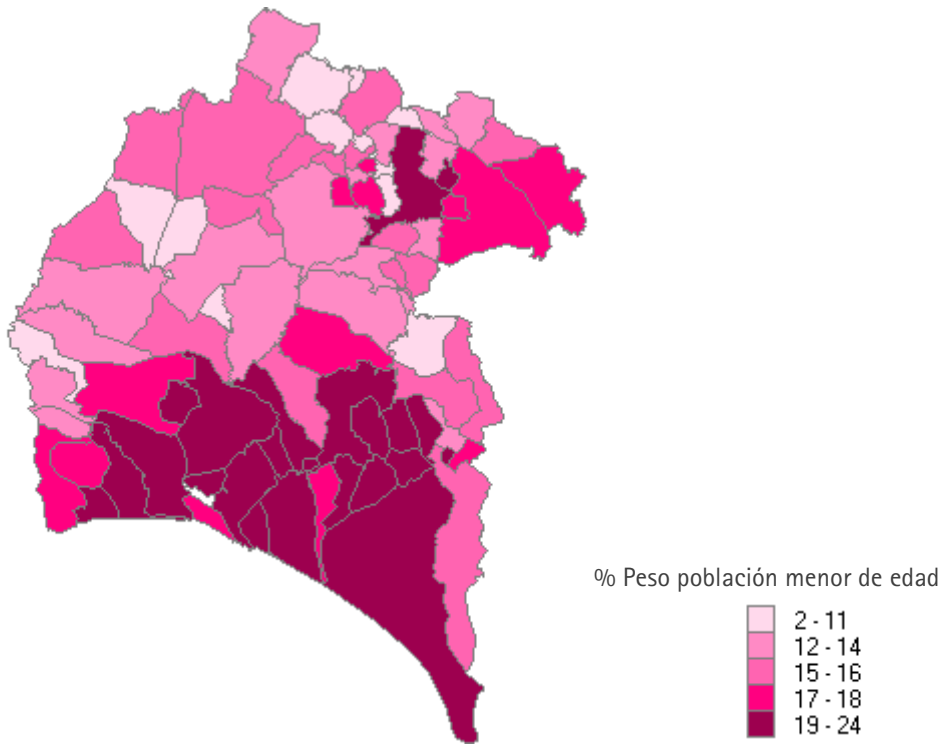 % Peso población menor de edad
2 - 11
12 - 14
15 - 16
17 - 18
19 - 24